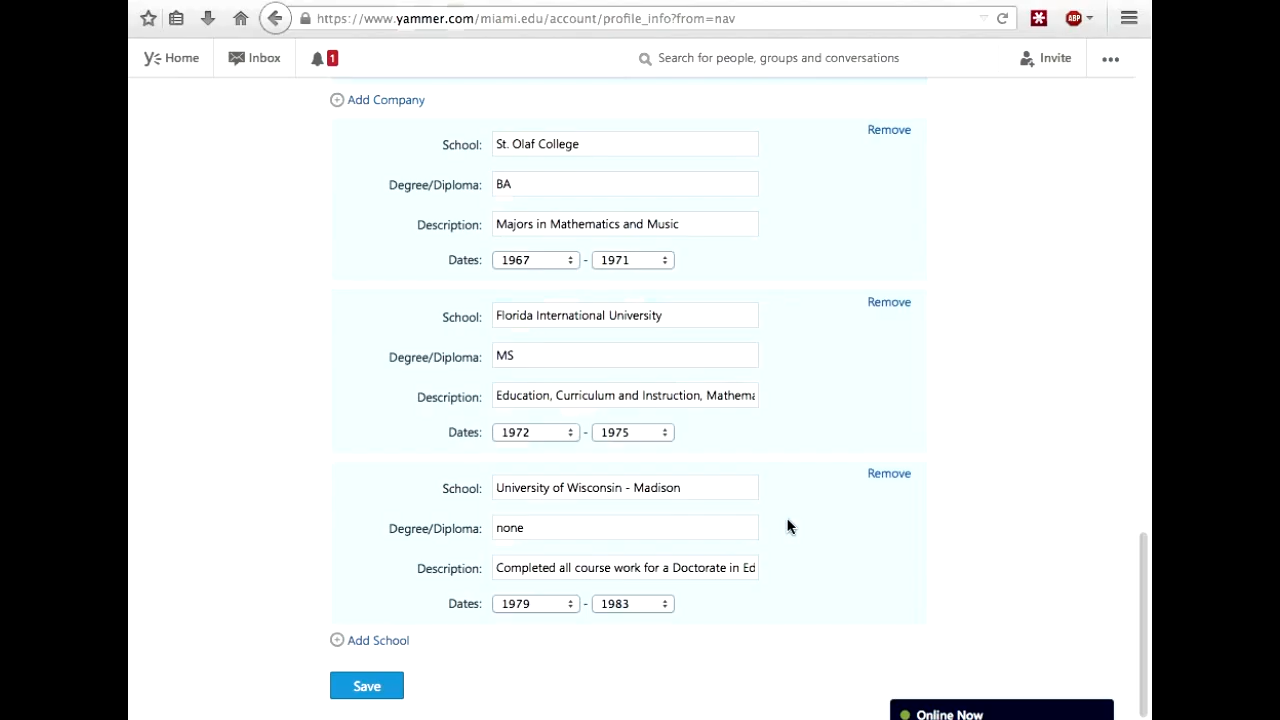 https://www.yammer.com/miami.edu/account/profile_info?from=nav
ABP
Home
Inbox
1
Search for people, groups and conversations
Invite
Add Company
School: St. Olaf College
Remove
Degree/Diploma: BA
Description: Majors in Mathematics and Music
Dates: 1967 - 1971
Remove
School: Florida International University
Degree/Diploma: MS
Description: Education, Curriculum and Instruction, Mathema
Dates: 1972 - 1975
Remove
School: University of Wisconsin - Madison
Degree/Diploma: none
Description: Completed all course work for a Doctorate in Ed
Dates: 1979 - 1983
Add School
Save
Online Now